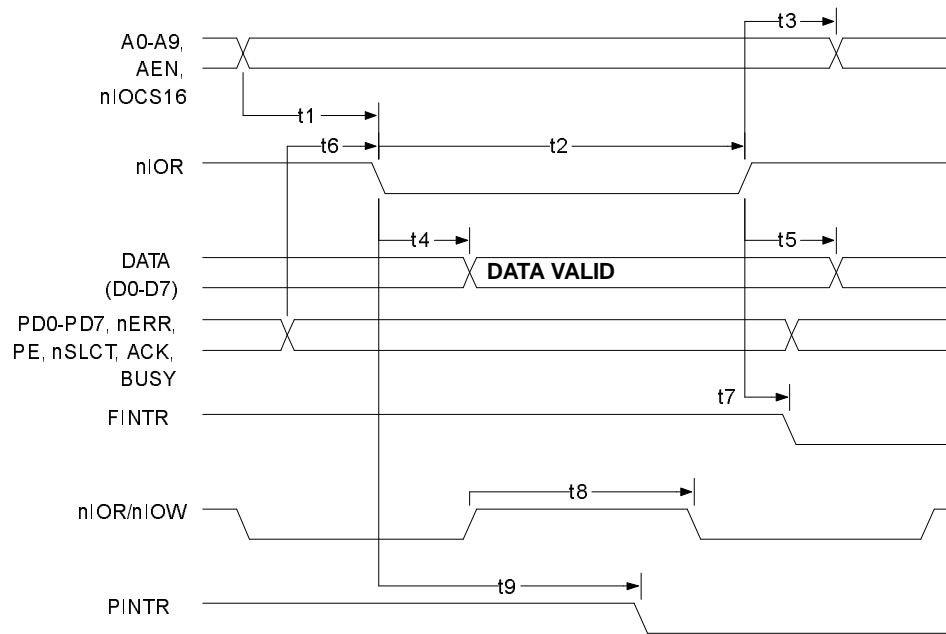 t3
A0-A9,
AEN,
nIOCS16
t1
t6
t2
nIOR
t4
t5
DATA
(D0-D7)
DATA VALID
PD0-PD7, nERR,
PE, nSLCT, ACK,
BUSY
t7
FINTR
t8
nIOR/nIOW
t9
PINTR